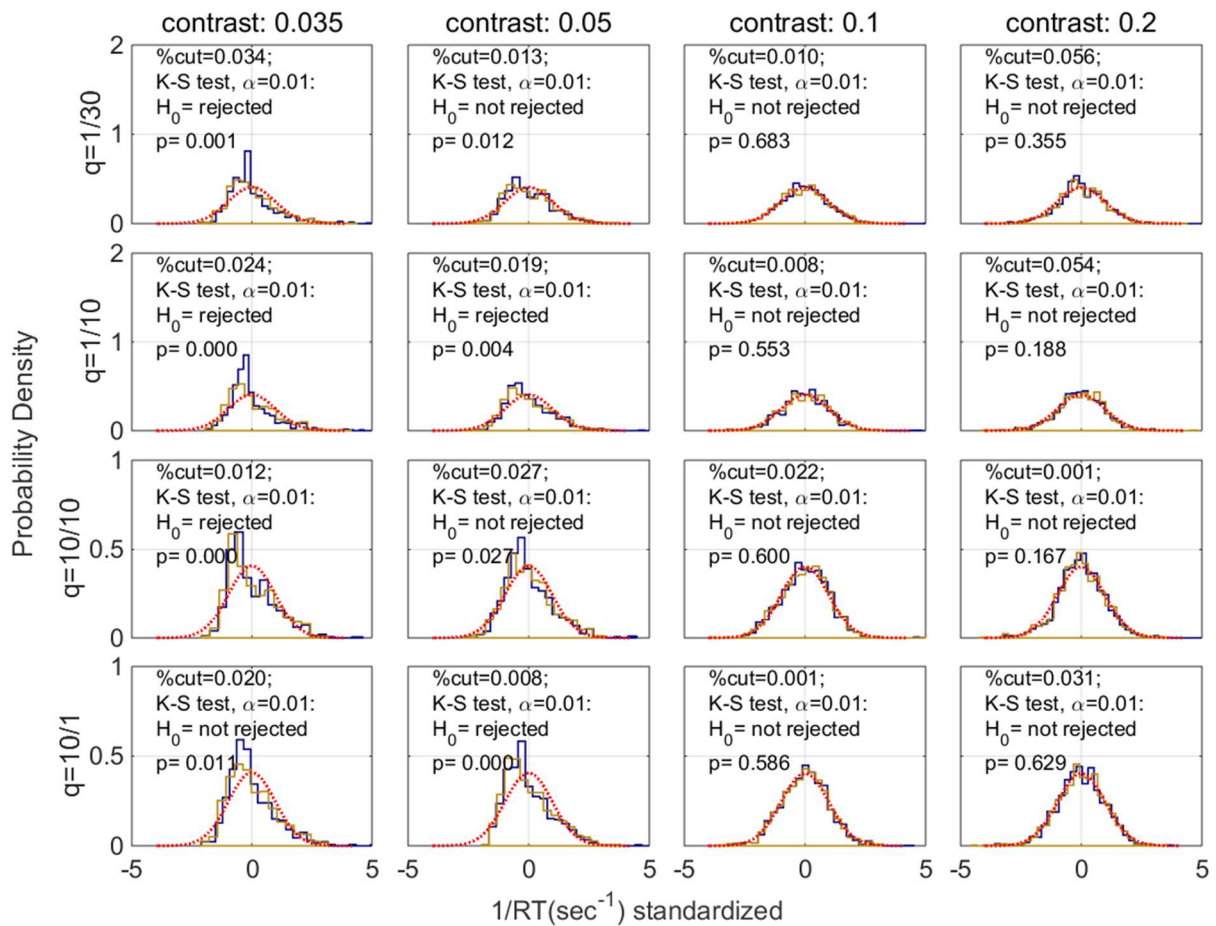 contrast: 0.035
contrast: 0.05
contrast: 0.1
contrast: 0.2
Probability Density
q=1/30
2
1
0
%cut=0.034;
K-S test, α=0.01:
H0= rejected
p= 0.001
%cut=0.013;
K-S test, α=0.01:
H0= not rejected
p= 0.012
%cut=0.010;
K-S test, α=0.01:
H0= not rejected
p= 0.683
%cut=0.056;
K-S test, α=0.01:
H0= not rejected
p= 0.355
q=1/10
2
1
0
%cut=0.024;
K-S test, α=0.01:
H0= rejected
p= 0.000
%cut=0.019;
K-S test, α=0.01:
H0= rejected
p= 0.004
%cut=0.008;
K-S test, α=0.01:
H0= not rejected
p= 0.553
%cut=0.054;
K-S test, α=0.01:
H0= not rejected
p= 0.188
q=10/10
1
0.5
0
%cut=0.012;
K-S test, α=0.01:
H0= rejected
p= 0.000
%cut=0.027;
K-S test, α=0.01:
H0= not rejected
p= 0.027
%cut=0.022;
K-S test, α=0.01:
H0= not rejected
p= 0.600
%cut=0.001;
K-S test, α=0.01:
H0= not rejected
p= 0.167
q=10/1
1
0.5
0
%cut=0.020;
K-S test, α=0.01:
H0= not rejected
p= 0.011
%cut=0.008;
K-S test, α=0.01:
H0= rejected
p= 0.000
%cut=0.001;
K-S test, α=0.01:
H0= not rejected
p= 0.586
%cut=0.031;
K-S test, α=0.01:
H0= not rejected
p= 0.629
-5 0 5
-5 0 5
-5 0 5
-5 0 5
1/RT(sec⁻¹) standardized